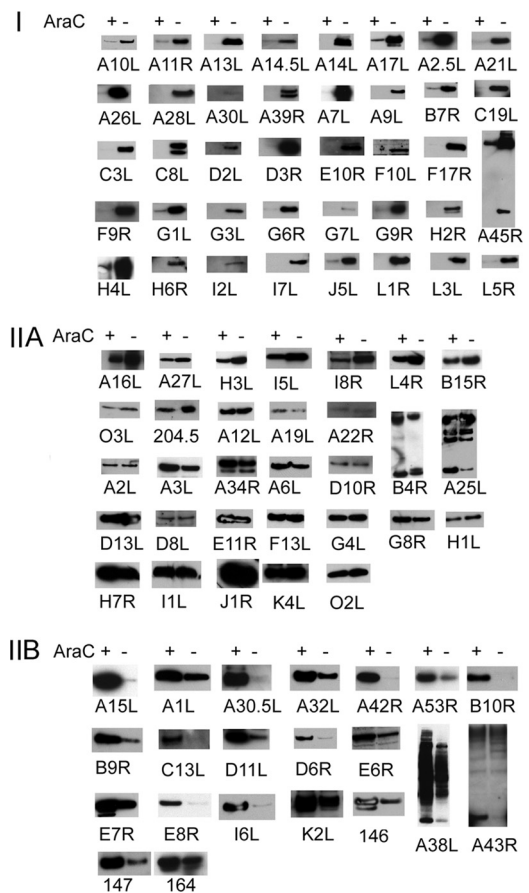 I AraC + - + - + - + - + - + - + - + -
A10L A11R A13L A14.5L A14L A17L A2.5L A21L
A26L A28L A30L A39R A7L A9L B7R C19L
C3L C8L D2L D3R E10R F10L F17R
F9R G1L G3L G6R G7L G9R H2R A45R
H4L H6R I2L I7L J5L L1R L3L L5R
IIA AraC + - + - + - + - + - + - + -
A16L A27L H3L I5L I8R L4R B15R
O3L 204.5 A12L A19L A22R
A2L A3L A34R A6L D10R B4R A25L
D13L D8L E11R F13L G4L G8R H1L
H7R I1L J1R K4L O2L
IIB AraC + - + - + - + - + - + - + -
A15L A1L A30.5L A32L A42R A53R B10R
B9R C13L D11L D6R E6R
E7R E8R I6L K2L 146 A38L A43R
147 164